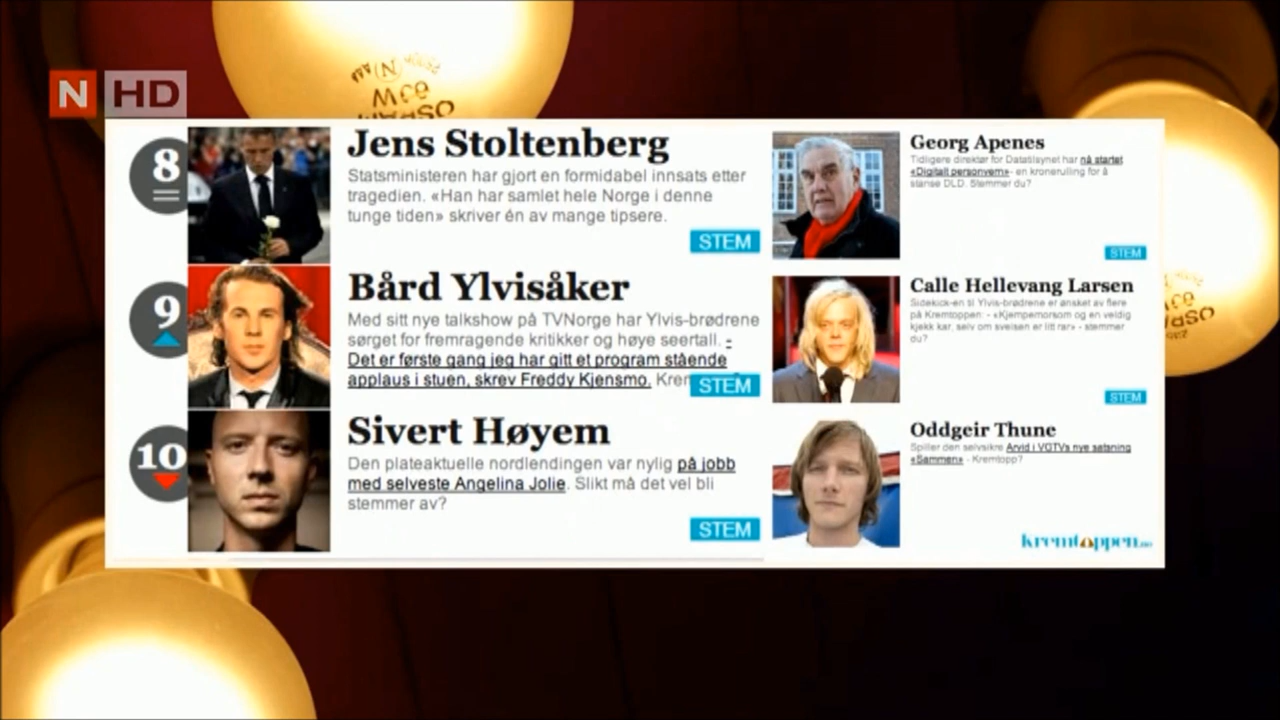 N HD
OSRAM
60W
8
Jens Stoltenberg
Statsministeren har gjort en formidabel innsats etter
tragedien. «Han har samlet hele Norge i denne
tunge tiden» skriver én av mange tipsere.
STEM
9
Bård Ylvisåker
Med sitt nye talkshow på TVNorge har Ylvis-brødrene
sørget for fremragende kritikker og høye seertall. -
Det er første gang jeg har gitt et program stående
applaus i stuen, skrev Freddy Kjensmo.
STEM
10
Sivert Høyem
Den plateaktuelle nordlendingen var nylig på jobb
med selveste Angelina Jolie. Slikt må det vel bli
stemmer av?
STEM
Georg Apenes
Tidligere direktør for Datatilsynet har nå startet
«Digitalt personvern»- en kronerulling for å
stanse DLD. Stemmer du?
STEM
Calle Hellevang Larsen
Sidekick-en til Ylvis-brødrene er ønsket av flere
på Kremtoppen: - «Kjempemorsom og en veldig
kjekk kar, selv om sveisen er litt rar» - stemmer
du?
STEM
Oddgeir Thune
Spiller den selvsikre Arvid i VGTVs nye satsning
«Sammen» - Kremtopp?
kremtoppen.no